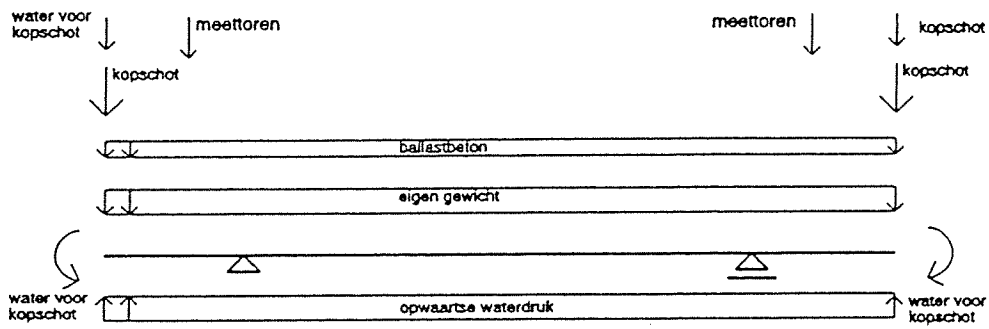 water voor
kopschot
meettoren
meettoren
kopschot
kopschot
kopschot
ballastbeton
eigen gewicht
water voor
kopschot
opwaartse waterdruk
water voor
kopschot